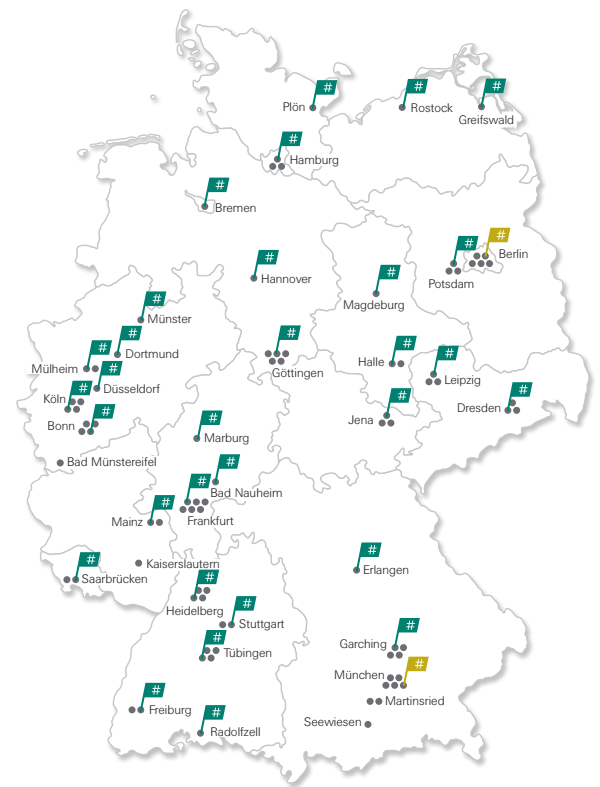 #
#
#
Plön
Rostock
Greifswald
#
Hamburg
#
Bremen
#
#
Berlin
#
Hannover
Potsdam
#
Magdeburg
#
Münster
#
Dortmund
#
Göttingen
#
Halle
#
Mülheim
#
Leipzig
#
Düsseldorf
#
Köln
#
Dresden
#
Bonn
#
Jena
#
Marburg
Bad Münstereifel
#
Bad Nauheim
#
Frankfurt
#
Mainz
#
Erlangen
Kaiserslautern
#
Saarbrücken
#
Heidelberg
#
Stuttgart
#
Garching
#
Tübingen
#
München
Martinsried
#
Freiburg
#
Radolfzell
Seewiesen